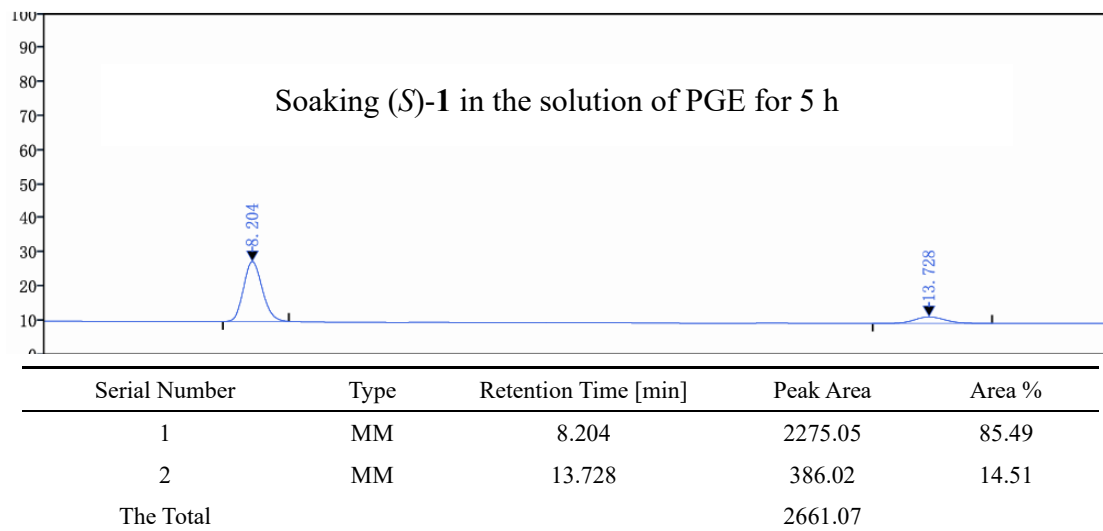 100
90
80
70
60
50
40
30
20
10
0
Soaking (S)-1 in the solution of PGE for 5 h
8.204
13.728
Serial Number Type Retention Time [min] Peak Area Area %
1 MM 8.204 2275.05 85.49
2 MM 13.728 386.02 14.51
The Total 2661.07